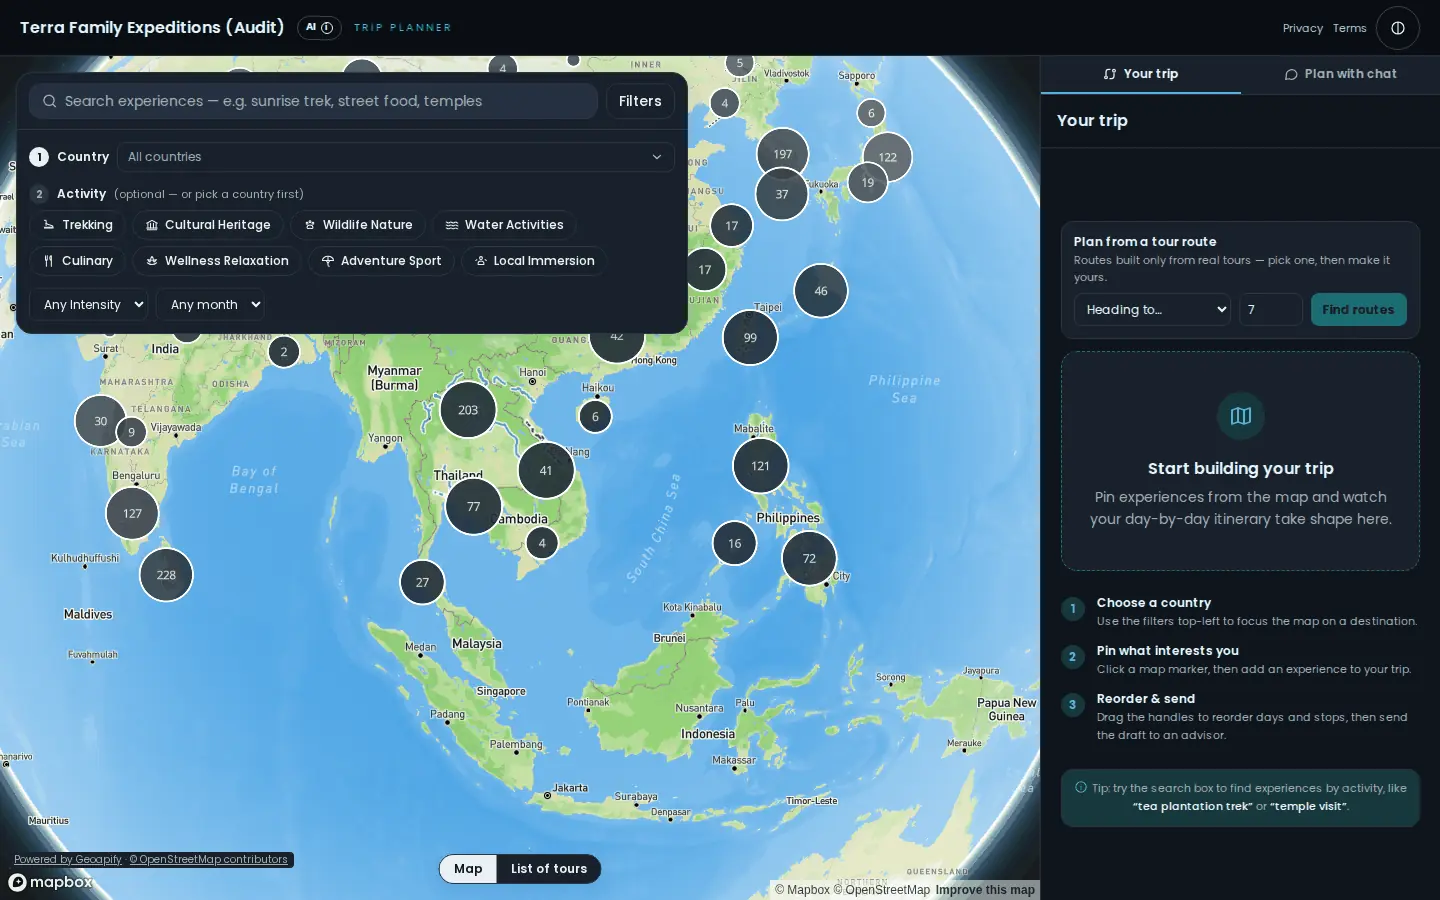 Terra Family Expeditions (Audit)
AI
TRIP PLANNER
Privacy
Terms
Search experiences — e.g. sunrise trek, street food, temples
Filters
1
Country
All countries
2
Activity
(optional — or pick a country first)
Trekking
Cultural Heritage
Wildlife Nature
Water Activities
Culinary
Wellness Relaxation
Adventure Sport
Local Immersion
Any Intensity
Any month
Your trip
Plan with chat
Your trip
Plan from a tour route
Routes built only from real tours — pick one, then make it
yours.
Heading to...
7
Find routes
Start building your trip
Pin experiences from the map and watch
your day-by-day itinerary take shape here.
1
Choose a country
Use the filters top-left to focus the map on a destination.
2
Pin what interests you
Click a map marker, then add an experience to your trip.
3
Reorder & send
Drag the handles to reorder days and stops, then send
the draft to an advisor.
Tip: try the search box to find experiences by activity, like
“tea plantation trek” or “temple visit”.
INNER
4
5
JILIN
Vladivostok
Sapporo
4
6
197
122
37
19
Fukuoka
17
17
46
Taipei
99
42
Hong Kong
MIZORAM
JHARKHAND
Surat
India
2
MAHARASHTRA
ODISHA
TELANGANA
30
9
Vijayawada
KARNATAKA
Bengaluru
127
Kulhudhuffushi
228
Maldives
Fuvahmulah
Bay of
Bengal
Myanmar
(Burma)
Hanoi
203
Haikou
6
Yangon
Thailand
41
77
4
27
Philippine
Sea
Mabalite
121
South China Sea
Philippines
16
72
City
Kota Kinabalu
Brunei
Medan
Malaysia
Singapore
Padang
Pontianak
Nusantara
Palu
Sorong
Jayapura
Papua New
Guinea
Indonesia
Palembang
Makassar
Merauke
Jakarta
Surabaya
Denpasar
Timor-Leste
Mauritius
QUEENSLAND
NORTHERN
Powered by Geoapify · © OpenStreetMap contributors
mapbox
Map
List of tours
© Mapbox © OpenStreetMap Improve this map